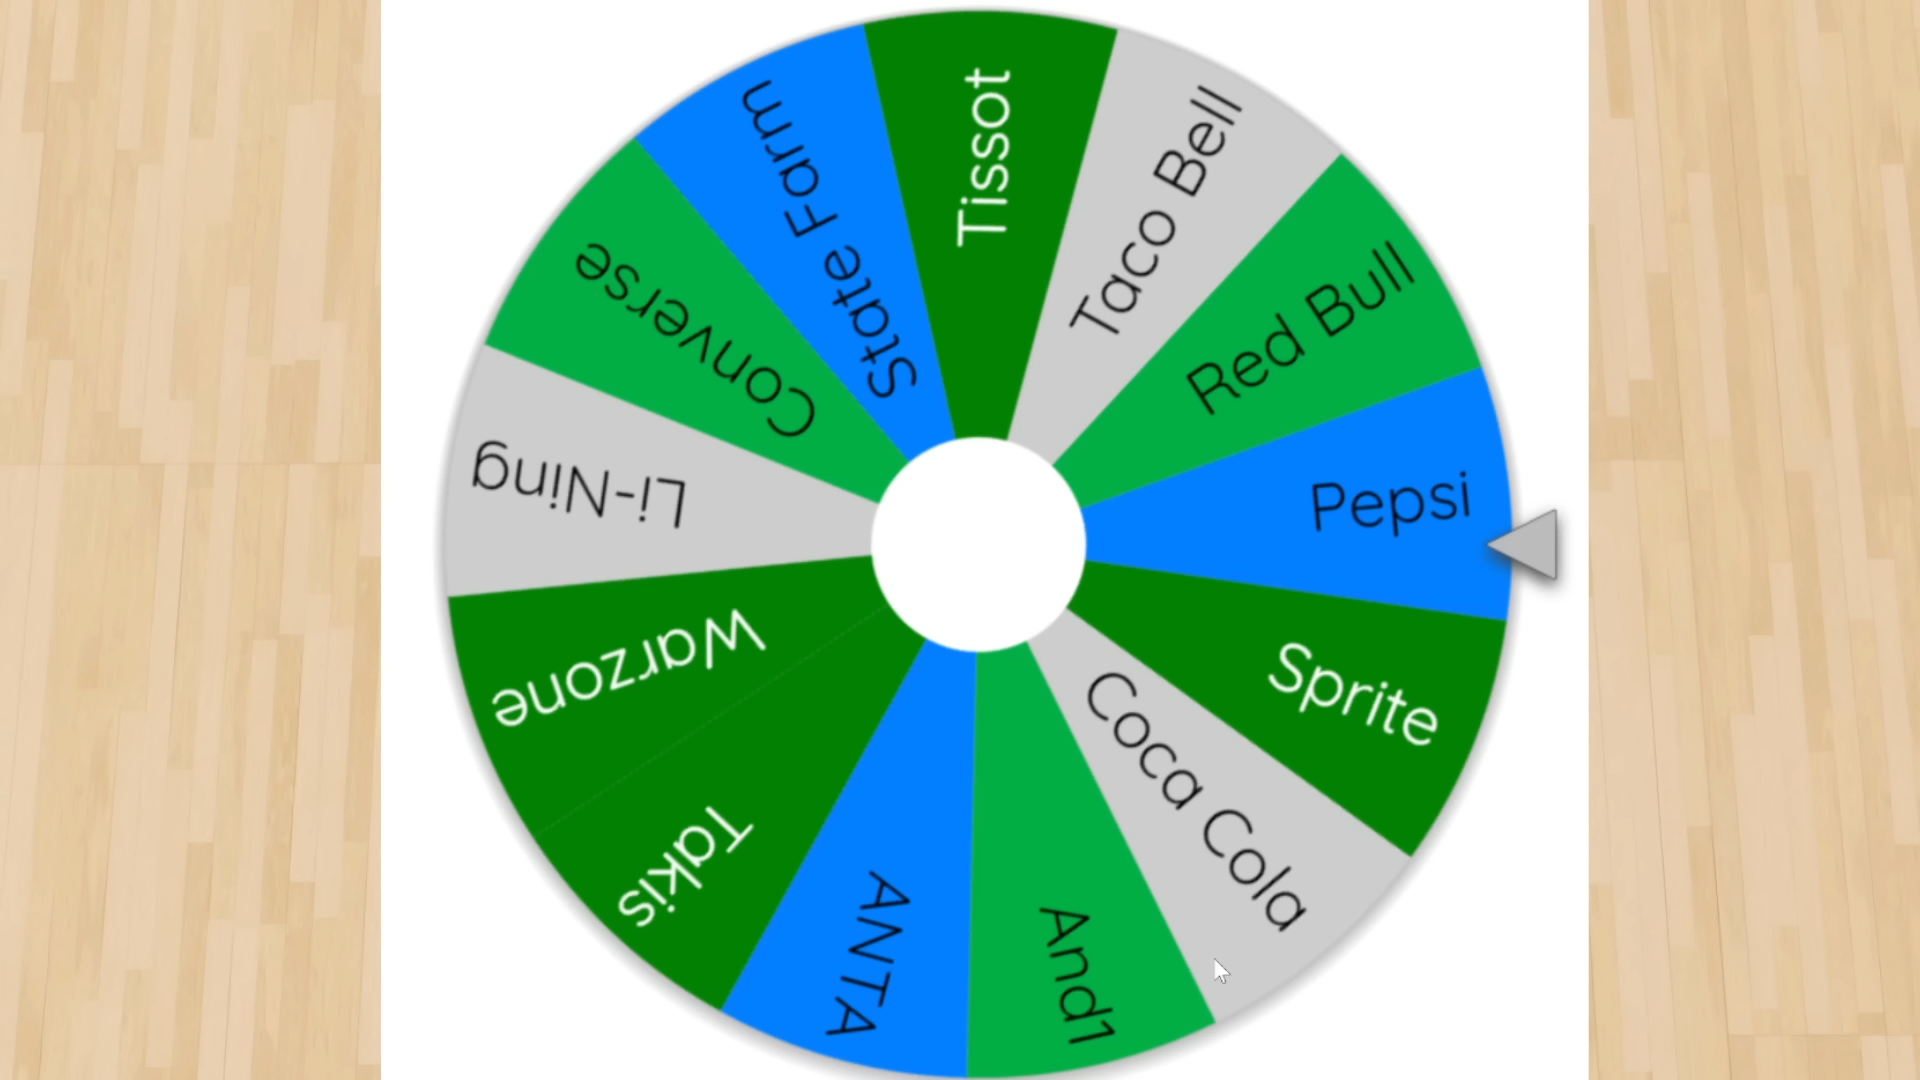 Tissot
Taco Bell
Red Bull
Pepsi
Sprite
Coca Cola
And1
ANTA
Takis
Warzone
Li-Ning
Converse
State Farm